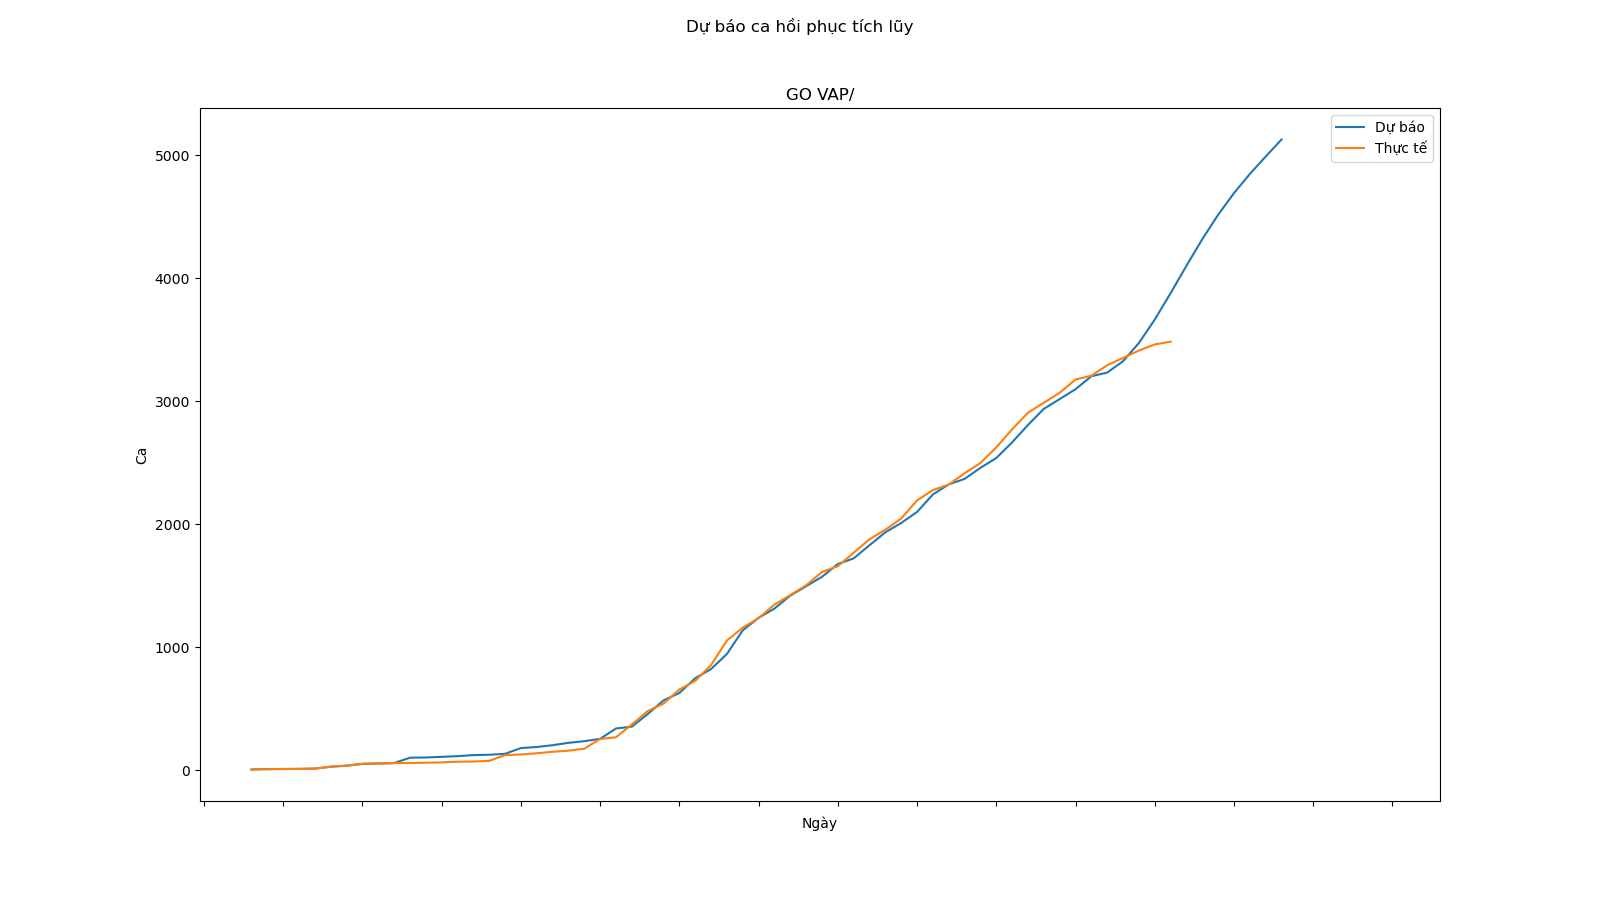 Dự báo ca hồi phục tích lũy
GO VAP/
Dự báo
Thực tế
5000
4000
3000
2000
1000
0
Ca
Ngày